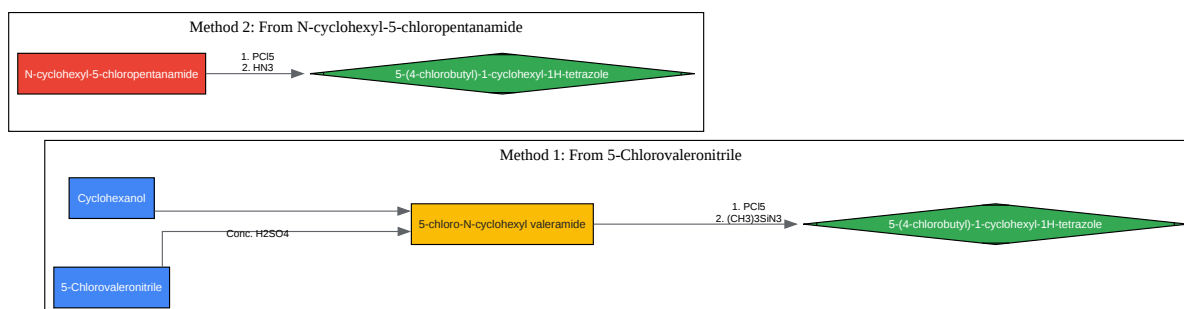 Method 2: From N-cyclohexyl-5-chloropentanamide
N-cyclohexyl-5-chloropentanamide
1. PCl5
2. HN3
5-(4-chlorobutyl)-1-cyclohexyl-1H-tetrazole
Method 1: From 5-Chlorovaleronitrile
Cyclohexanol
5-chloro-N-cyclohexyl valeramide
1. PCl5
2. (CH3)3SiN3
5-(4-chlorobutyl)-1-cyclohexyl-1H-tetrazole
Conc. H2SO4
5-Chlorovaleronitrile